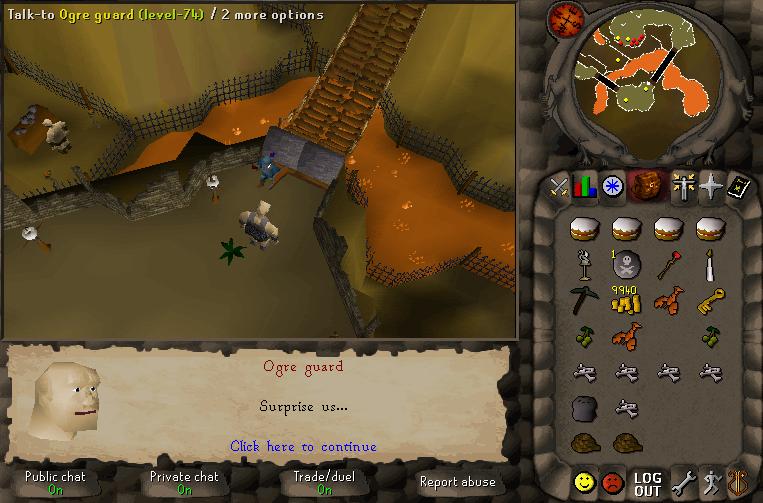 Talk-to Ogre guard (level-74) / 2 more options
1
9940
Ogre guard
Surprise us...
Click here to continue
Public chat
On
Private chat
On
Trade/duel
On
Report abuse
LOG
OUT